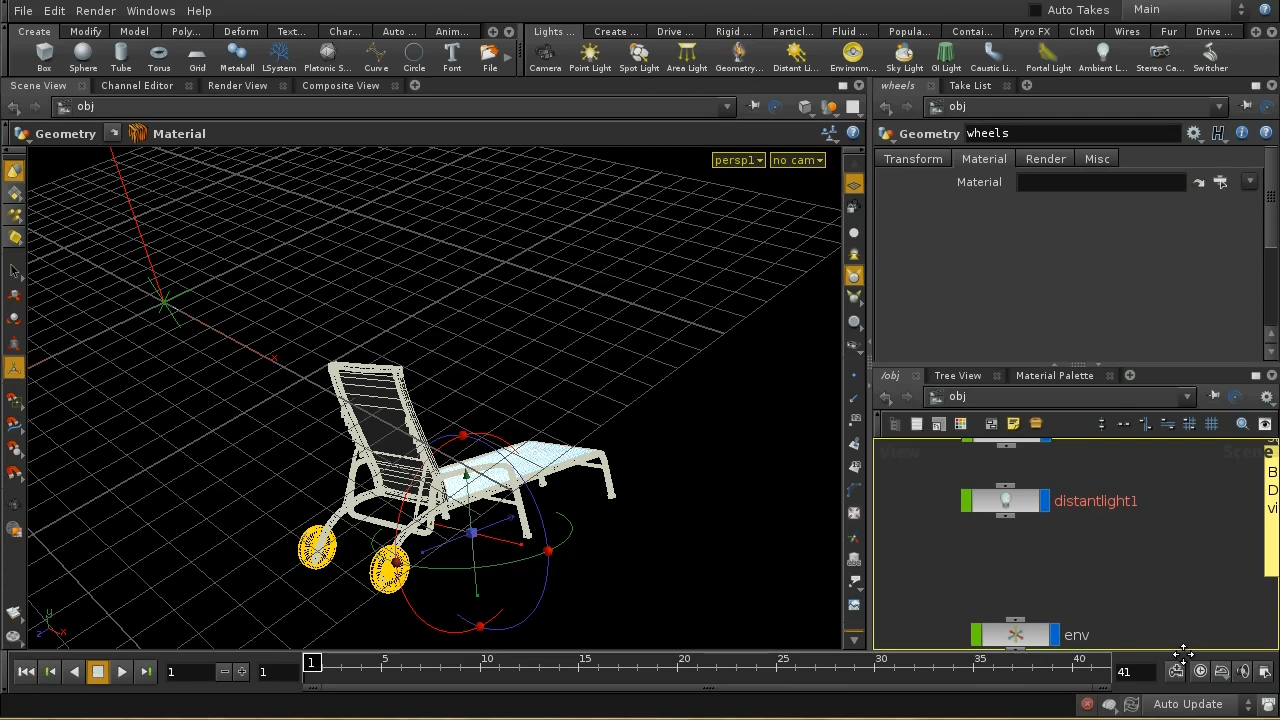 File Edit Render Windows Help Auto Takes Main
Create Modify Model Poly... Deform Text... Char... Auto ... Anim... Lights ... Create ... Drive ... Rigid ... Particl... Fluid ... Popula... Contai... Pyro FX Cloth Wires Fur Drive ...
Box Sphere Tube Torus Grid Metaball LSystem Platonic S... Curve Circle Font File Camera Point Light Spot Light Area Light Geometry... Distant Li... Environm... Sky Light GI Light Caustic Li... Portal Light Ambient L... Stereo Ca... Switcher
Scene View Channel Editor Render View Composite View wheels Take List
obj obj
Geometry Material Geometry wheels
persp1 no cam Transform Material Render Misc
Material
x
/obj Tree View Material Palette
obj
View Scene
B
D
distantlight1 vi
y
z x
env
1 1 1 5 10 15 20 25 30 35 40 41
Auto Update